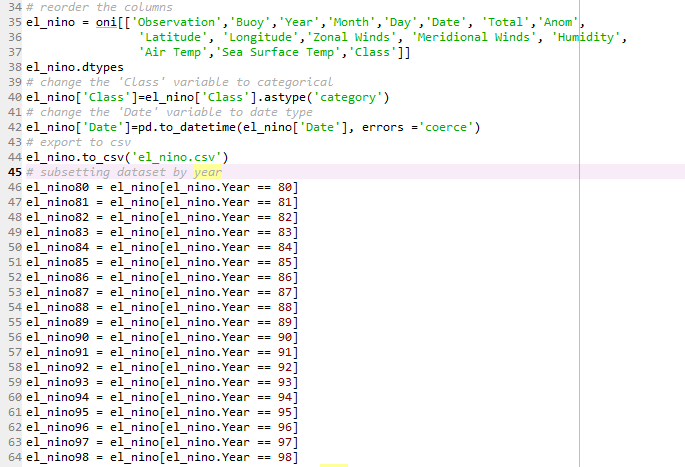 34 # reorder the columns
35 el_nino = oni[['Observation','Buoy','Year','Month','Day','Date', 'Total','Anom',
36 'Latitude', 'Longitude','Zonal Winds', 'Meridional Winds', 'Humidity',
37 'Air Temp','Sea Surface Temp','Class']]
38 el_nino.dtypes
39 # change the 'Class' variable to categorical
40 el_nino['Class']=el_nino['Class'].astype('category')
41 # change the 'Date' variable to date type
42 el_nino['Date']=pd.to_datetime(el_nino['Date'], errors ='coerce')
43 # export to csv
44 el_nino.to_csv('el_nino.csv')
45 # subsetting dataset by year
46 el_nino80 = el_nino[el_nino.Year == 80]
47 el_nino81 = el_nino[el_nino.Year == 81]
48 el_nino82 = el_nino[el_nino.Year == 82]
49 el_nino83 = el_nino[el_nino.Year == 83]
50 el_nino84 = el_nino[el_nino.Year == 84]
51 el_nino85 = el_nino[el_nino.Year == 85]
52 el_nino86 = el_nino[el_nino.Year == 86]
53 el_nino87 = el_nino[el_nino.Year == 87]
54 el_nino88 = el_nino[el_nino.Year == 88]
55 el_nino89 = el_nino[el_nino.Year == 89]
56 el_nino90 = el_nino[el_nino.Year == 90]
57 el_nino91 = el_nino[el_nino.Year == 91]
58 el_nino92 = el_nino[el_nino.Year == 92]
59 el_nino93 = el_nino[el_nino.Year == 93]
60 el_nino94 = el_nino[el_nino.Year == 94]
61 el_nino95 = el_nino[el_nino.Year == 95]
62 el_nino96 = el_nino[el_nino.Year == 96]
63 el_nino97 = el_nino[el_nino.Year == 97]
64 el_nino98 = el_nino[el_nino.Year == 98]